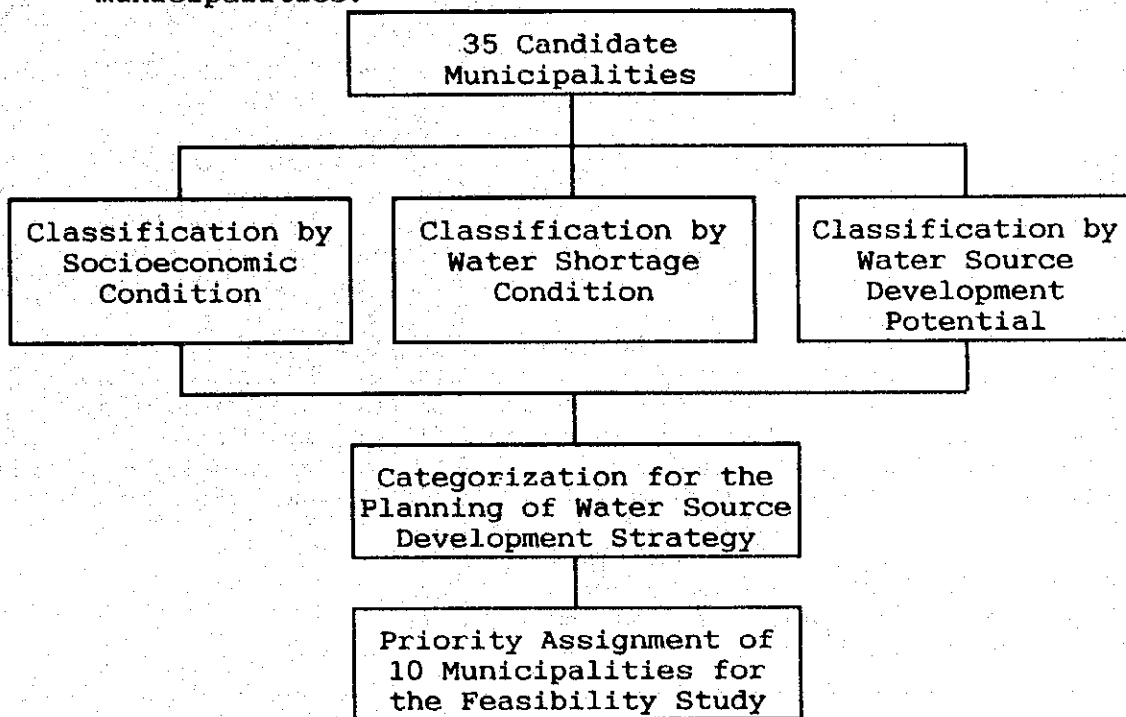 municipalities.
35 Candidate
Municipalities
Classification by
Socioeconomic
Condition
Classification by
Water Shortage
Condition
Classification by
Water Source
Development
Potential
Categorization for the
Planning of Water Source
Development Strategy
Priority Assignment of
10 Municipalities for
the Feasibility Study